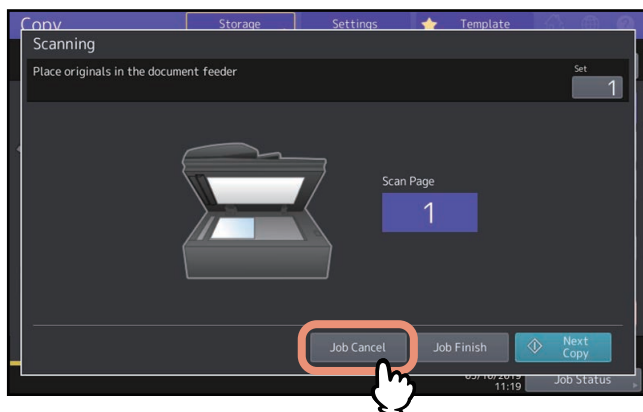 Copy
Storage
Settings
Template
Scanning
Place originals in the document feeder
Set
1
Scan Page
1
Job Cancel
Job Finish
Next
Copy
11:19
Job Status